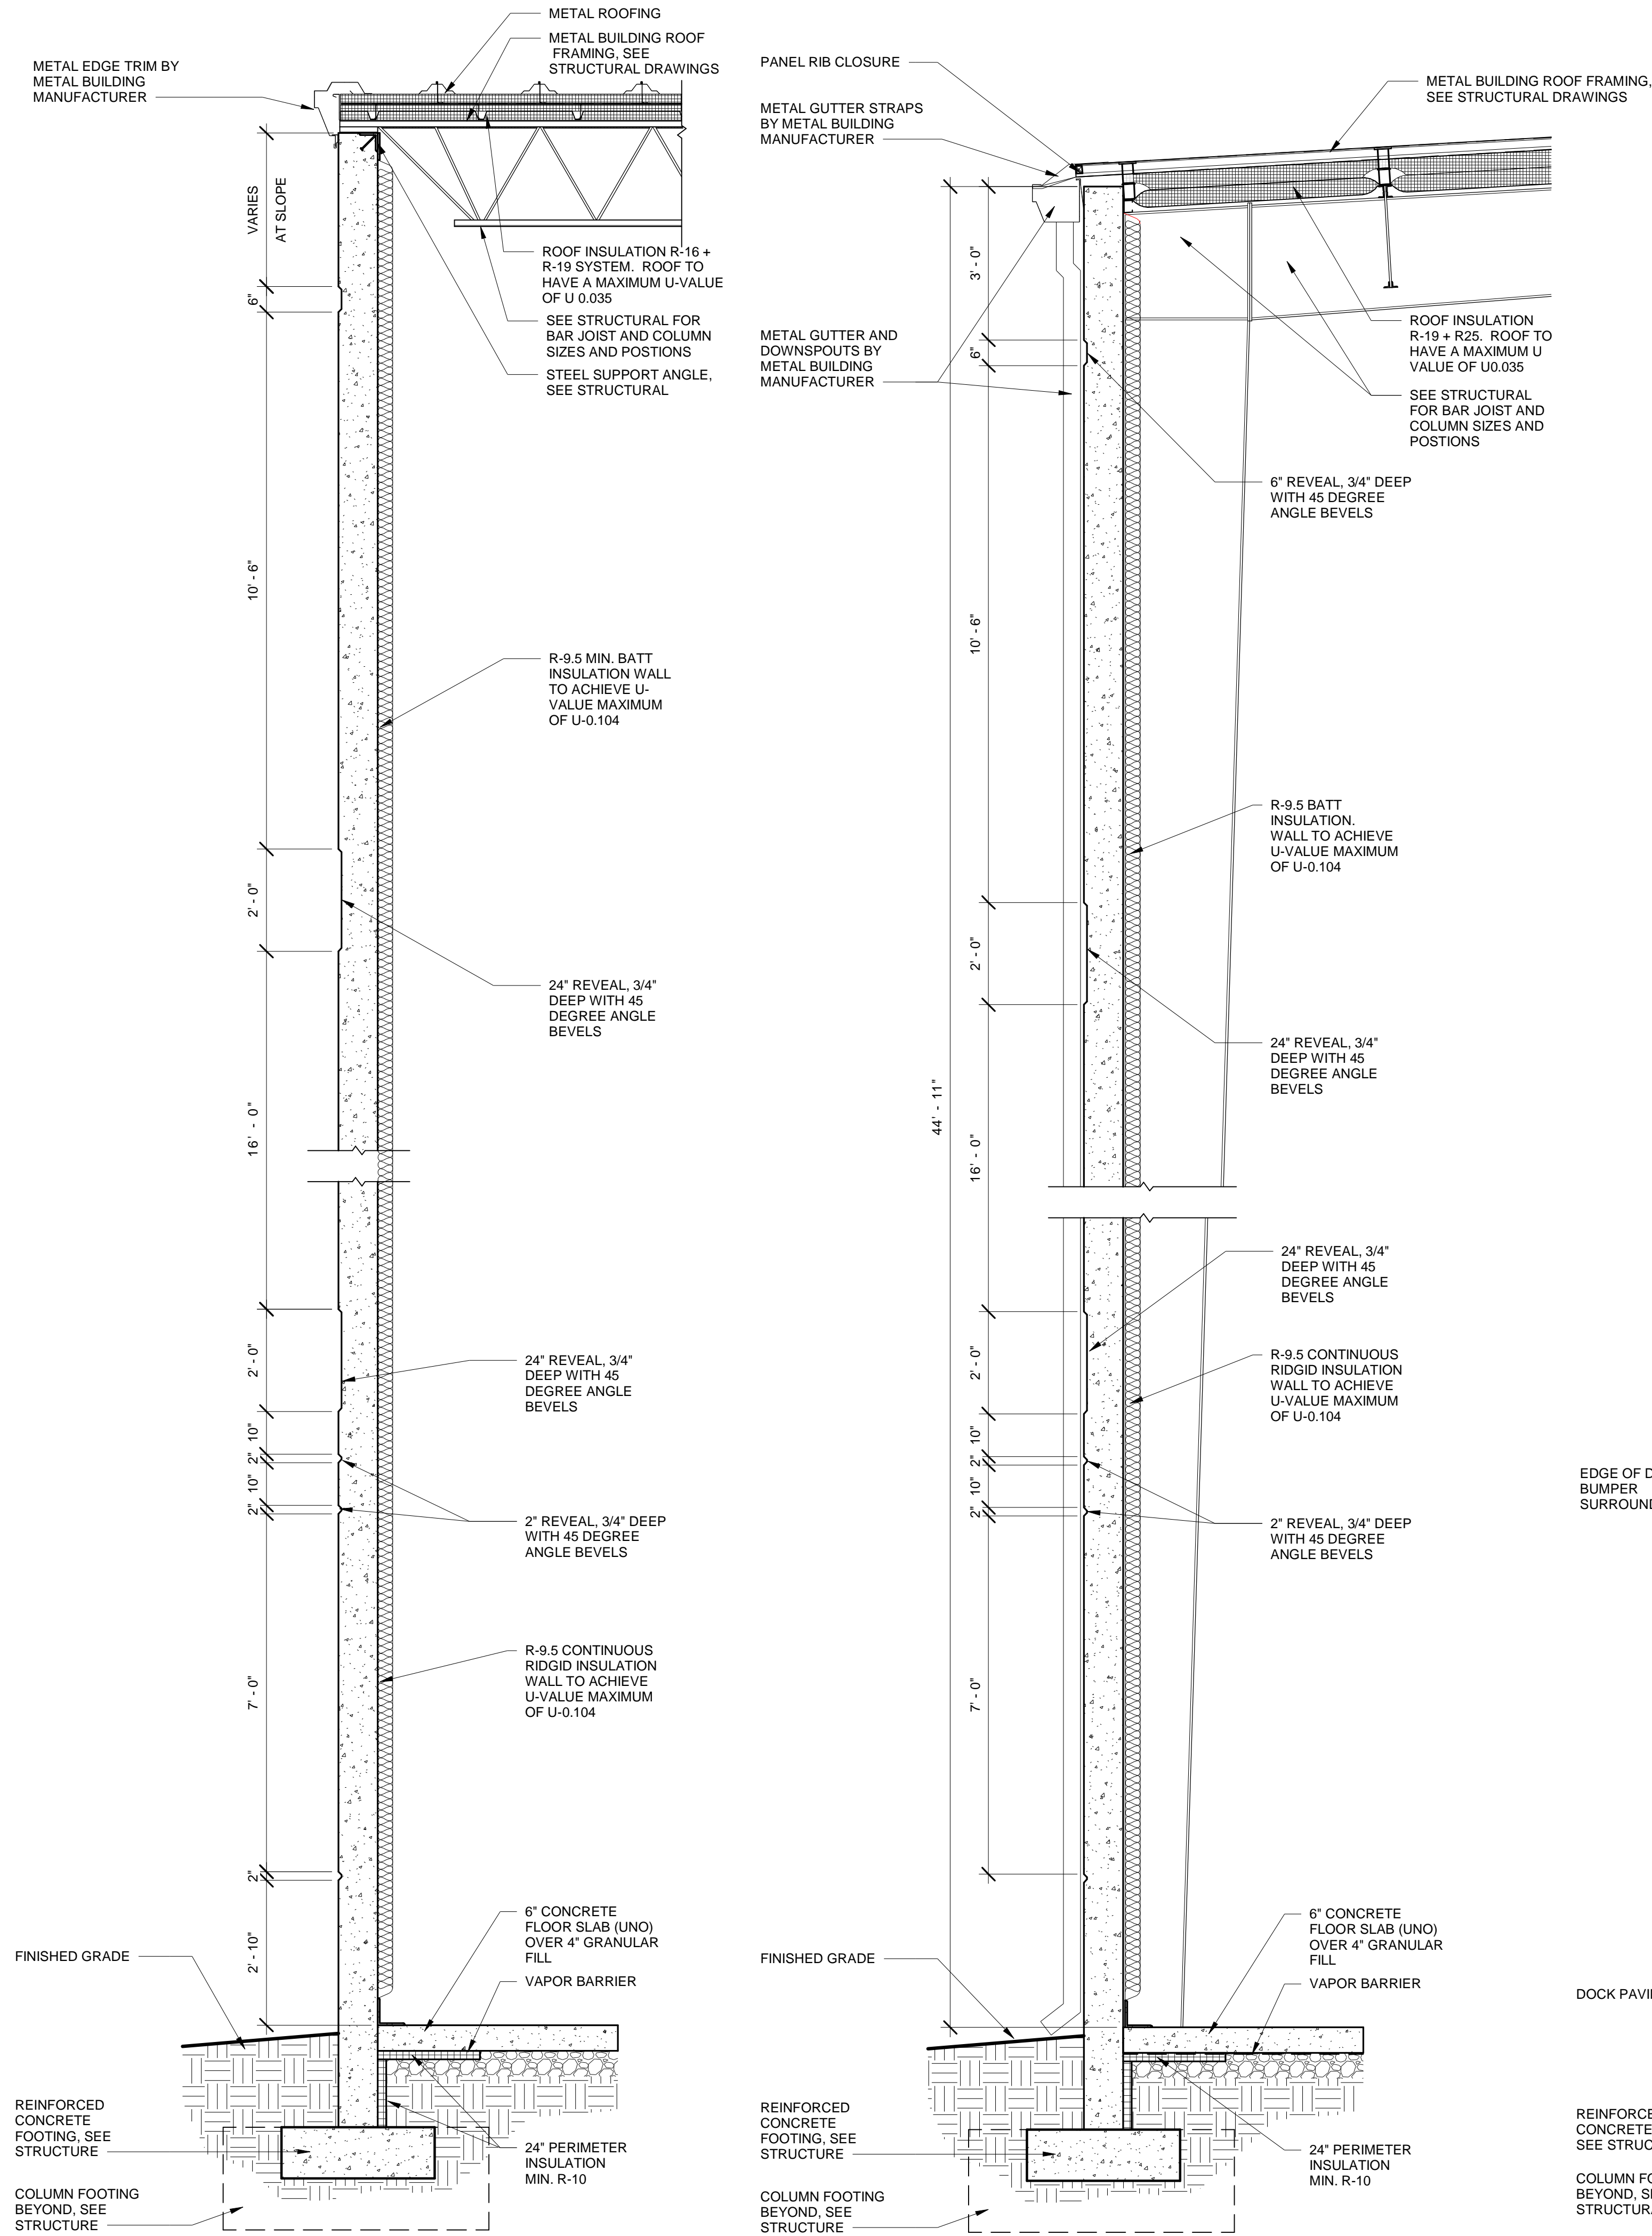 METAL ROOFING
METAL BUILDING ROOF
FRAMING, SEE
STRUCTURAL DRAWINGS
METAL EDGE TRIM BY
METAL BUILDING
MANUFACTURER
VARIES
AT SLOPE
6"
10' - 6"
2' - 0"
16' - 0"
2' - 0"
10"
2"
10"
2"
7' - 0"
2"
2' - 10"
ROOF INSULATION R-16 +
R-19 SYSTEM. ROOF TO
HAVE A MAXIMUM U-VALUE
OF U 0.035
SEE STRUCTURAL FOR
BAR JOIST AND COLUMN
SIZES AND POSTIONS
STEEL SUPPORT ANGLE,
SEE STRUCTURAL
R-9.5 MIN. BATT
INSULATION WALL
TO ACHIEVE U-
VALUE MAXIMUM
OF U-0.104
24" REVEAL, 3/4"
DEEP WITH 45
DEGREE ANGLE
BEVELS
24" REVEAL, 3/4"
DEEP WITH 45
DEGREE ANGLE
BEVELS
2" REVEAL, 3/4" DEEP
WITH 45 DEGREE
ANGLE BEVELS
R-9.5 CONTINUOUS
RIDGID INSULATION
WALL TO ACHIEVE
U-VALUE MAXIMUM
OF U-0.104
6" CONCRETE
FLOOR SLAB (UNO)
OVER 4" GRANULAR
FILL
VAPOR BARRIER
FINISHED GRADE
REINFORCED
CONCRETE
FOOTING, SEE
STRUCTURE
24" PERIMETER
INSULATION
MIN. R-10
COLUMN FOOTING
BEYOND, SEE
STRUCTURE
PANEL RIB CLOSURE
METAL GUTTER STRAPS
BY METAL BUILDING
MANUFACTURER
METAL GUTTER AND
DOWNSPOUTS BY
METAL BUILDING
MANUFACTURER
METAL BUILDING ROOF FRAMING,
SEE STRUCTURAL DRAWINGS
44' - 11"
3' - 0"
6"
10' - 6"
2' - 0"
16' - 0"
2' - 0"
10"
2"
10"
2"
7' - 0"
ROOF INSULATION
R-19 + R25. ROOF TO
HAVE A MAXIMUM U
VALUE OF U0.035
SEE STRUCTURAL
FOR BAR JOIST AND
COLUMN SIZES AND
POSTIONS
6" REVEAL, 3/4" DEEP
WITH 45 DEGREE
ANGLE BEVELS
R-9.5 BATT
INSULATION.
WALL TO ACHIEVE
U-VALUE MAXIMUM
OF U-0.104
24" REVEAL, 3/4"
DEEP WITH 45
DEGREE ANGLE
BEVELS
24" REVEAL, 3/4"
DEEP WITH 45
DEGREE ANGLE
BEVELS
R-9.5 CONTINUOUS
RIDGID INSULATION
WALL TO ACHIEVE
U-VALUE MAXIMUM
OF U-0.104
2" REVEAL, 3/4" DEEP
WITH 45 DEGREE
ANGLE BEVELS
6" CONCRETE
FLOOR SLAB (UNO)
OVER 4" GRANULAR
FILL
VAPOR BARRIER
FINISHED GRADE
REINFORCED
CONCRETE
FOOTING, SEE
STRUCTURE
24" PERIMETER
INSULATION
MIN. R-10
COLUMN FOOTING
BEYOND, SEE
STRUCTURE
EDGE OF
BUMPER
DOCK
SEE
BEYOND,